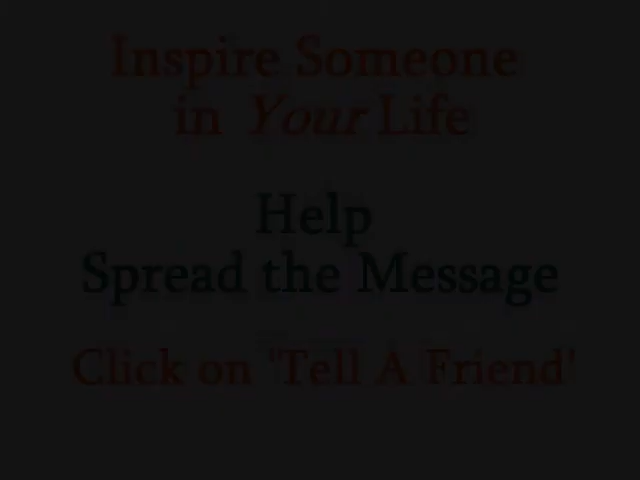 Inspire Someone
in Your Life
Help
Spread the Message
Click on 'Tell A Friend'